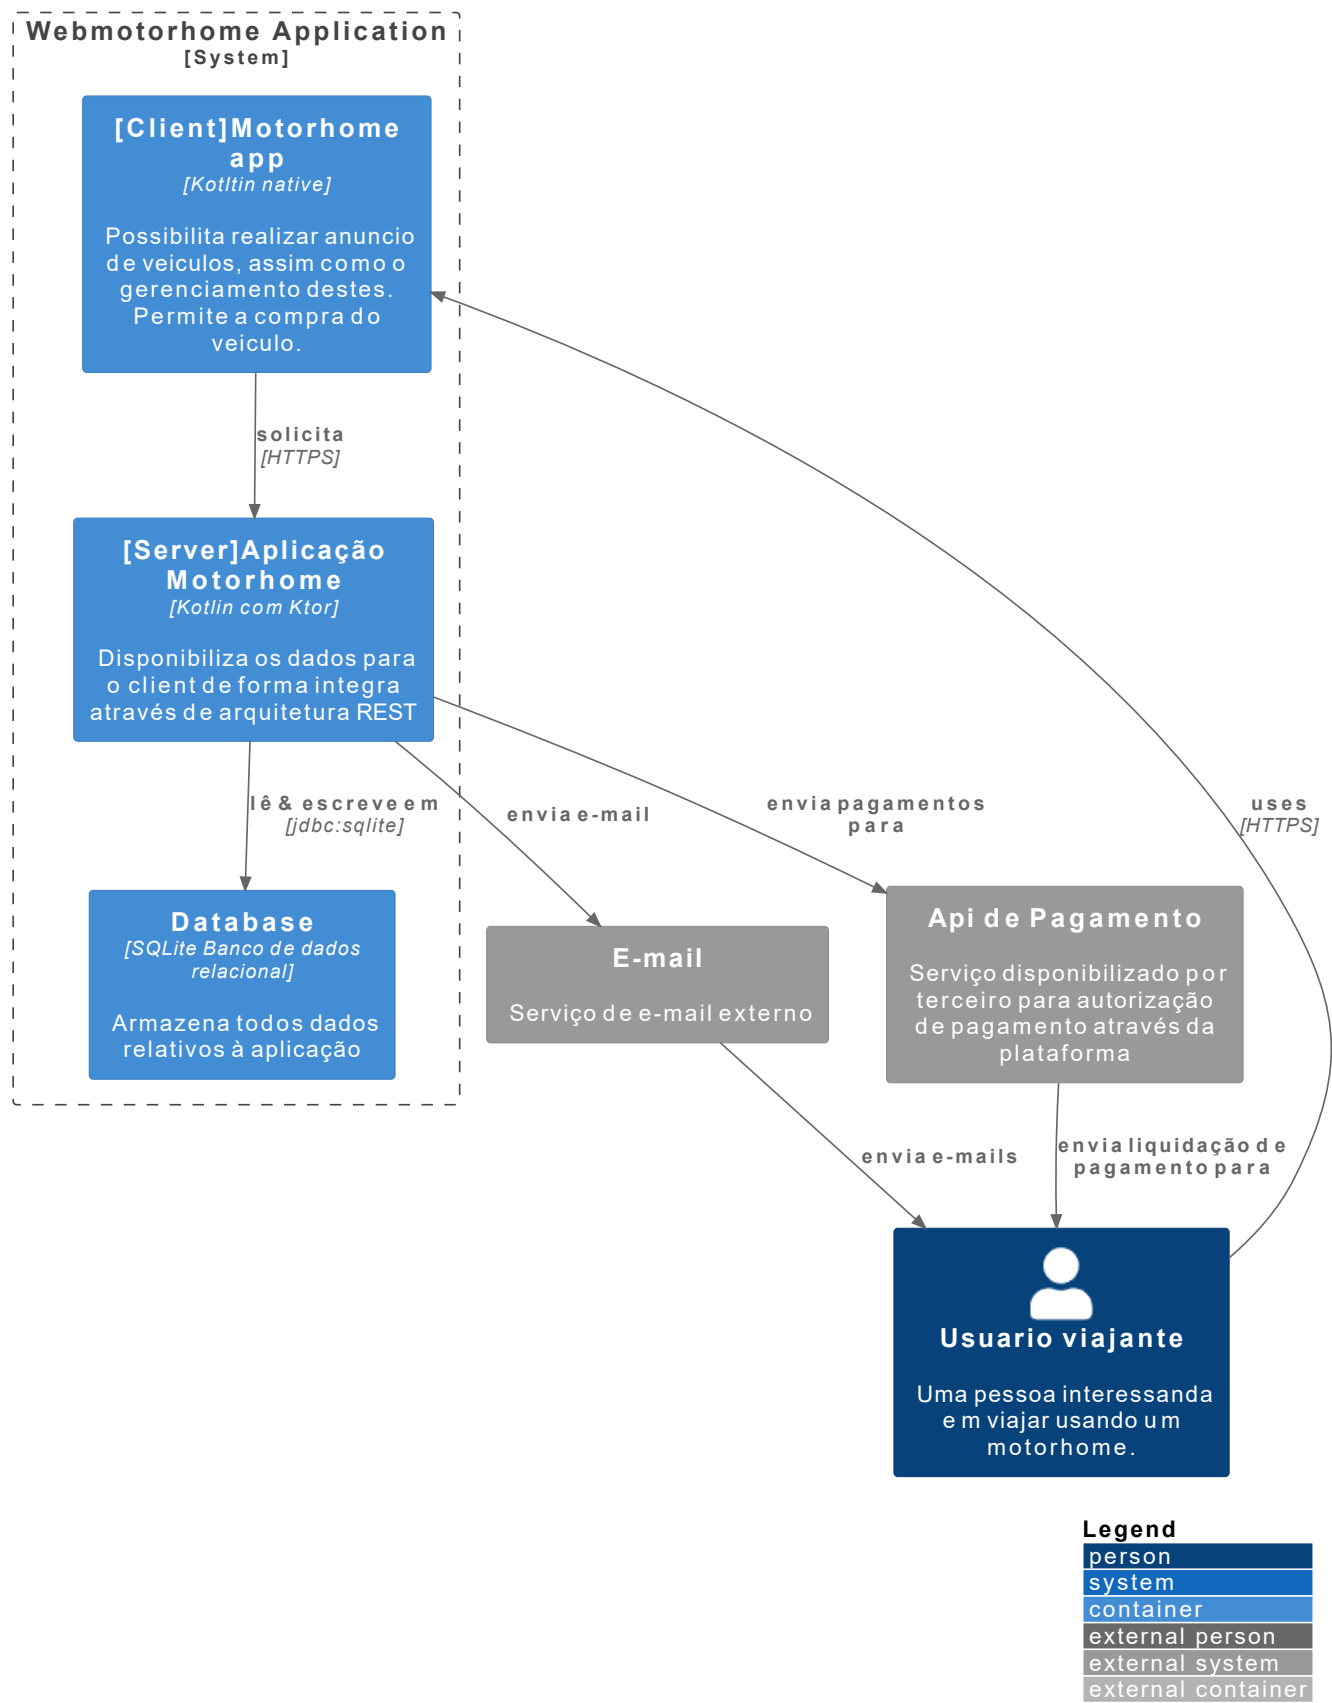 Webmotorhome Application
[System]
[Client]Motorhome
app
[Kotltin native]
Possibilita realizar anuncio
de veiculos, assim como o
gerenciamento destes.
Permite a compra do
veiculo.
solicita
[HTTPS]
[Server]Aplicação
Motorhome
[Kotlin com Ktor]
Disponibiliza os dados para
o client de forma integra
através de arquitetura REST
lê & escreve em
[jdbc:sqlite]
envia e-mail
envia pagamentos
para
uses
[HTTPS]
Database
[SQLite Banco de dados
relacional]
Armazena todos dados
relativos à aplicação
E-mail
Serviço de e-mail externo
Api de Pagamento
Serviço disponibilizado por
terceiro para autorização
de pagamento através da
plataforma
envia e-mails
envia liquidação de
pagamento para
Usuario viajante
Uma pessoa interessanda
em viajar usando um
motorhome.
Legend
person
system
container
external person
external system
external container